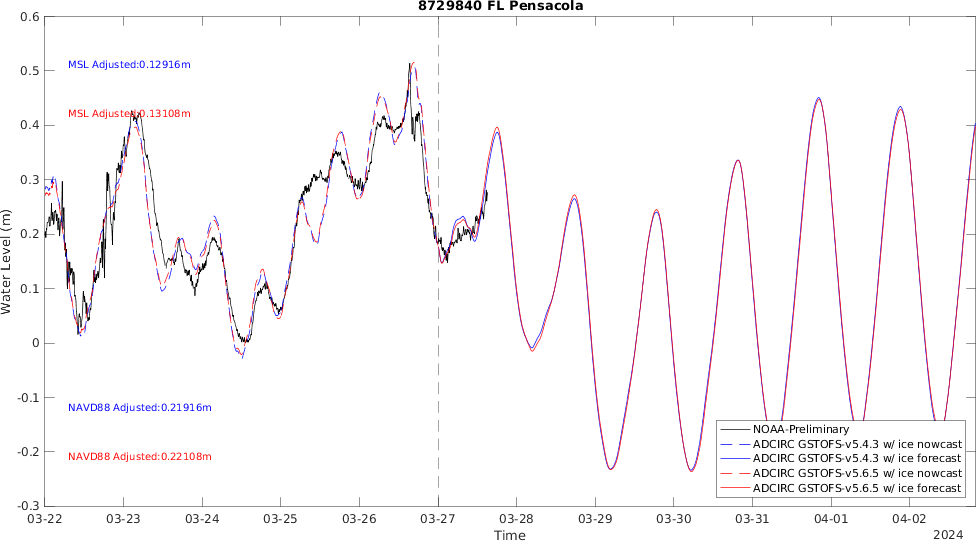 8729840 FL Pensacola
0.6
0.5
0.4
0.3
0.2
0.1
0
-0.1
-0.2
-0.3
Water Level (m)
MSL Adjusted:0.12916m
MSL Adjusted:0.13108m
NAVD88 Adjusted:0.21916m
NAVD88 Adjusted:0.22108m
NOAA-Preliminary
ADCIRC GSTOFS-v5.4.3 w/ ice nowcast
ADCIRC GSTOFS-v5.4.3 w/ ice forecast
ADCIRC GSTOFS-v5.6.5 w/ ice nowcast
ADCIRC GSTOFS-v5.6.5 w/ ice forecast
03-22 03-23 03-24 03-25 03-26 03-27 03-28 03-29 03-30 03-31 04-01 04-02
Time
2024